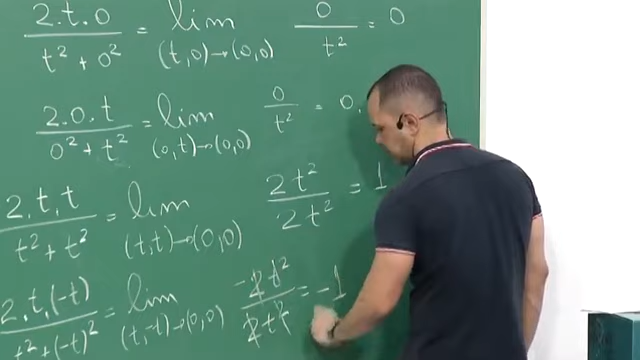 2.t.0 / t² + 0² = lim (t,0)→(0,0) 0 / t² = 0
2.0.t / 0² + t² = lim (0,t)→(0,0) 0 / t² = 0.
2.t.t / t² + t² = lim (t,t)→(0,0) 2t² / 2t² = 1
2.t.(-t) / t² + (-t)² = lim (t,-t)→(0,0) -2t² / 2t² = -1